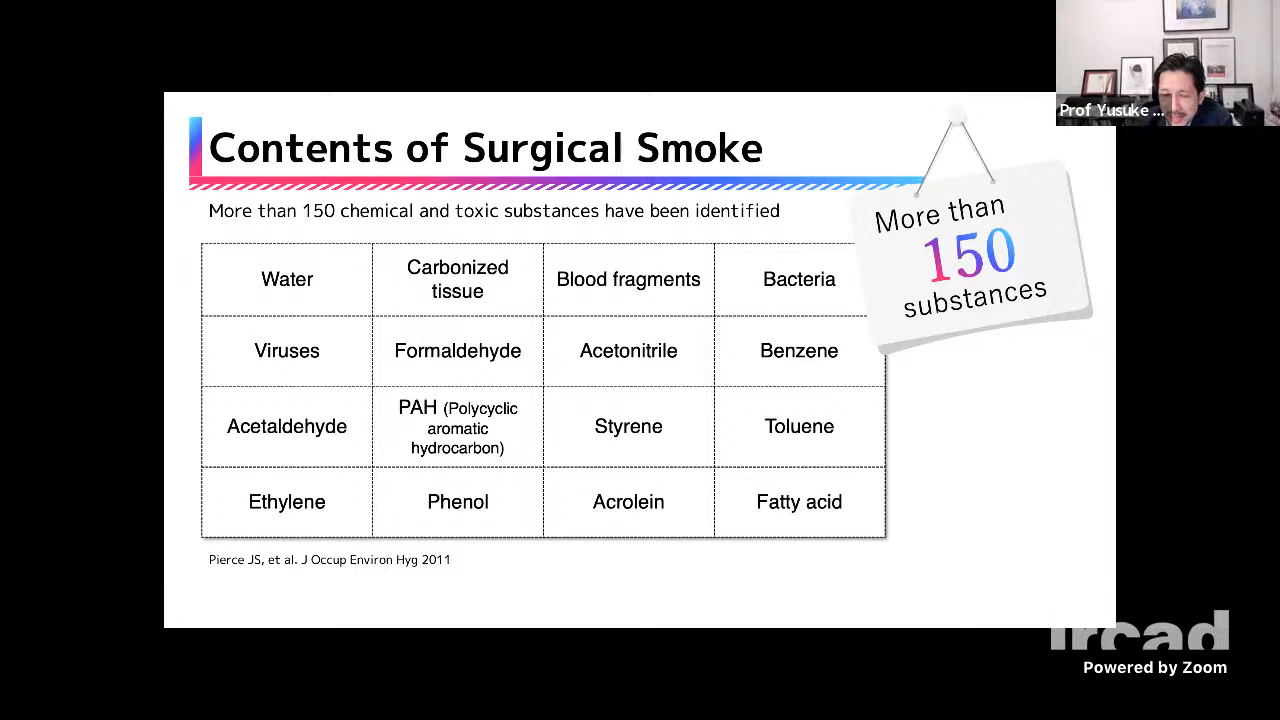 Prof Yusuke ...
Contents of Surgical Smoke
More than 150 chemical and toxic substances have been identified
More than
150
substances
Water
Carbonized
tissue
Blood fragments
Bacteria
Viruses
Formaldehyde
Acetonitrile
Benzene
Acetaldehyde
PAH (Polycyclic
aromatic
hydrocarbon)
Styrene
Toluene
Ethylene
Phenol
Acrolein
Fatty acid
Pierce JS, et al. J Occup Environ Hyg 2011
ircad
Powered by Zoom